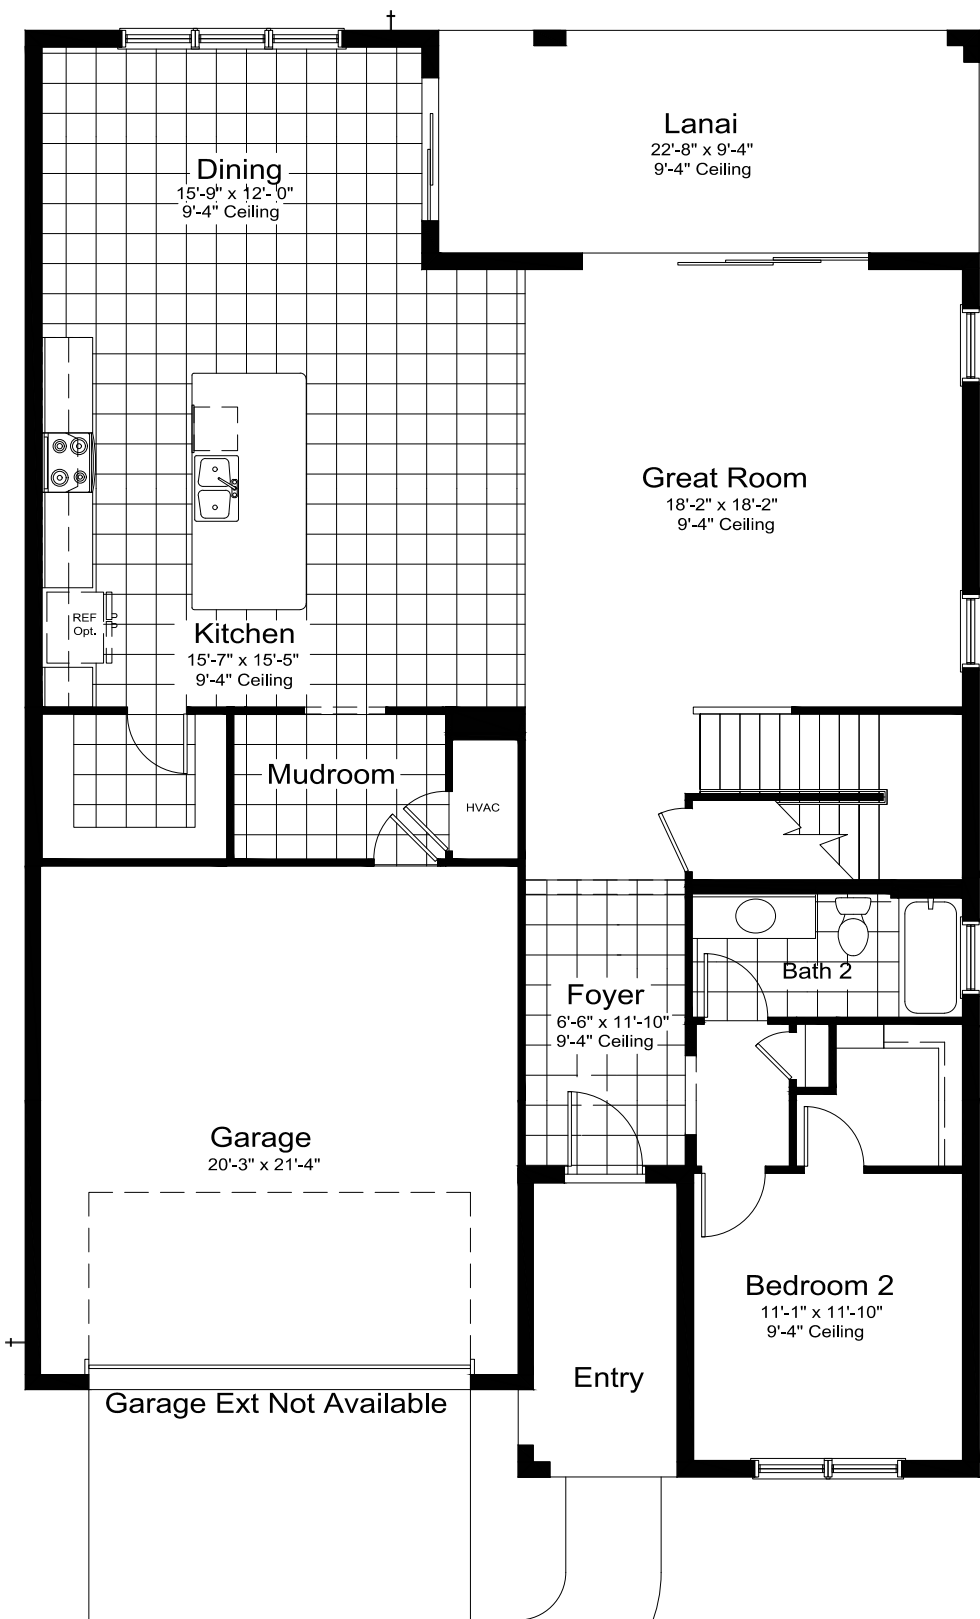 Lanai
22'-8" x 9'-4"
9'-4" Ceiling
Dining
15'-9" x 12'- 0"
9'-4" Ceiling
Great Room
18'-2" x 18'-2"
9'-4" Ceiling
REF
Opt.
Kitchen
15'-7" x 15'-5"
9'-4" Ceiling
Mudroom
HVAC
Bath 2
Foyer
6'-6" x 11'-10"
9'-4" Ceiling
Garage
20'-3" x 21'-4"
Bedroom 2
11'-1" x 11'-10"
9'-4" Ceiling
Entry
Garage Ext Not Available